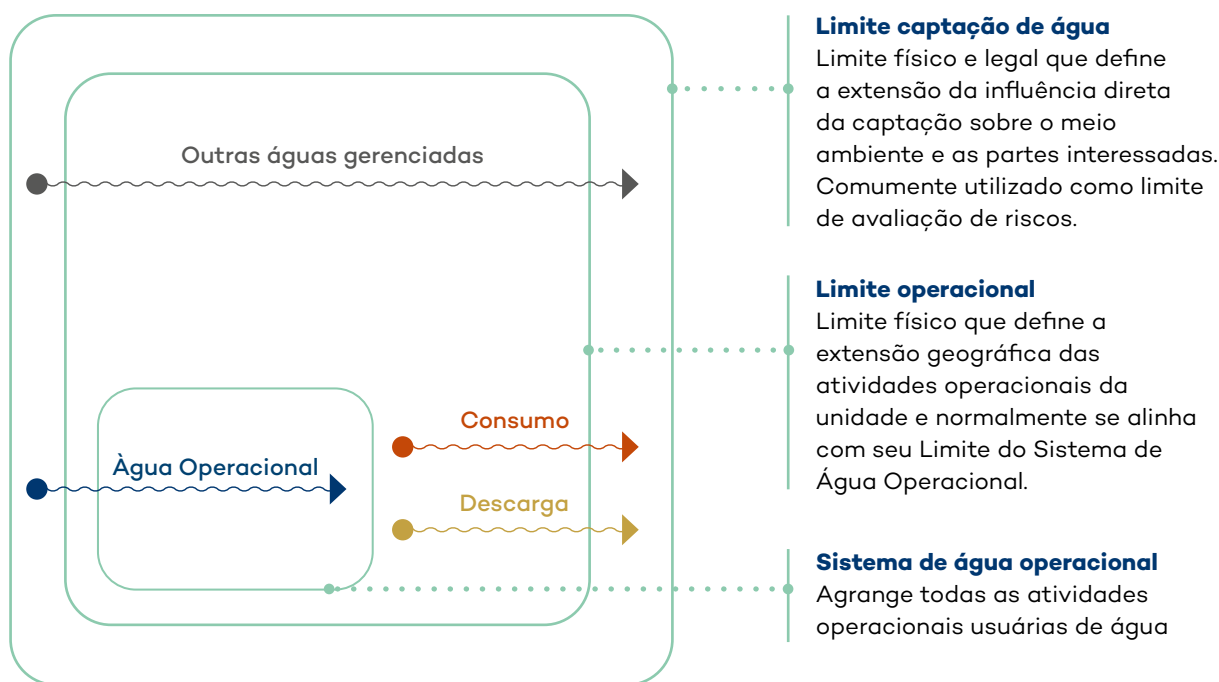 Outras águas gerenciadas
Consumo
Àgua Operacional
Descarga
Limite captação de água
Limite físico e legal que define
a extensão da influência direta
da captação sobre o meio
ambiente e as partes interessadas.
Comumente utilizado como limite
de avaliação de riscos.
Limite operacional
Limite físico que define a
extensão geográfica das
atividades operacionais da
unidade e normalmente se alinha
com seu Limite do Sistema de
Água Operacional.
Sistema de água operacional
Agrange todas as atividades
operacionais usuárias de água